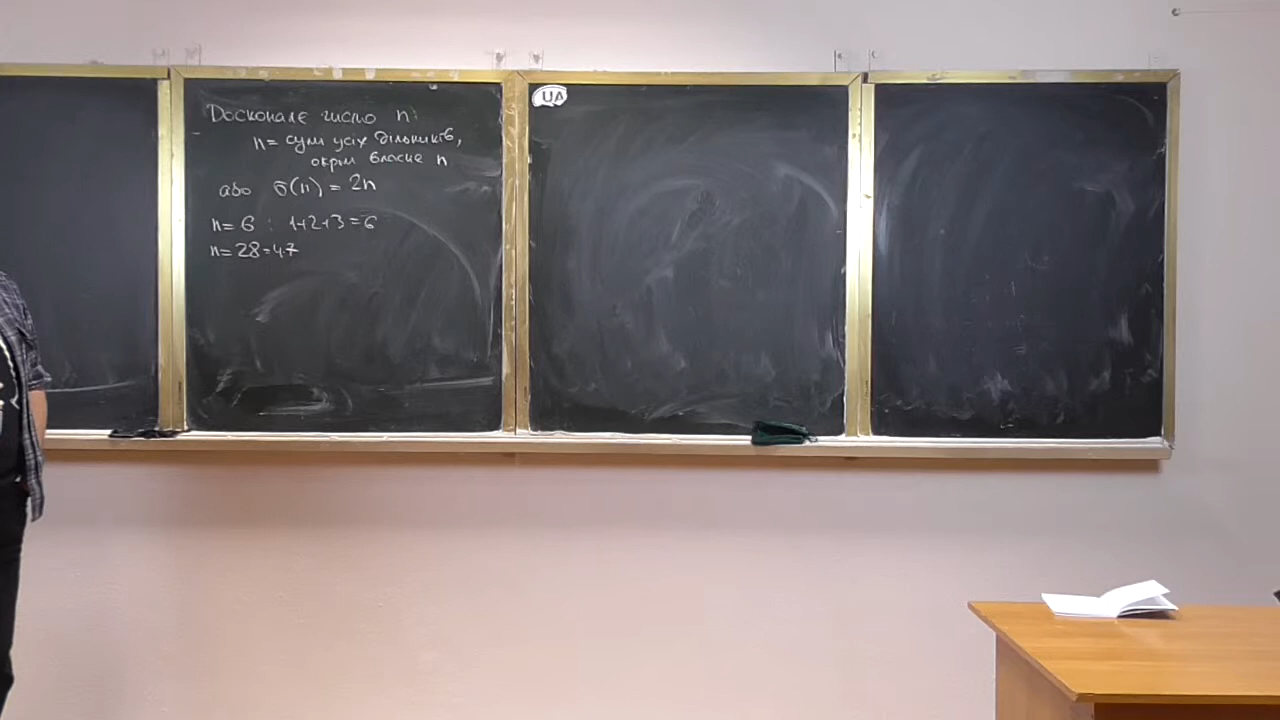 Досконале число n:
n = сума усіх дільників,
окрім власне n
або σ(n) = 2n
n = 6 : 1+2+3=6
n = 28=4·7
UA